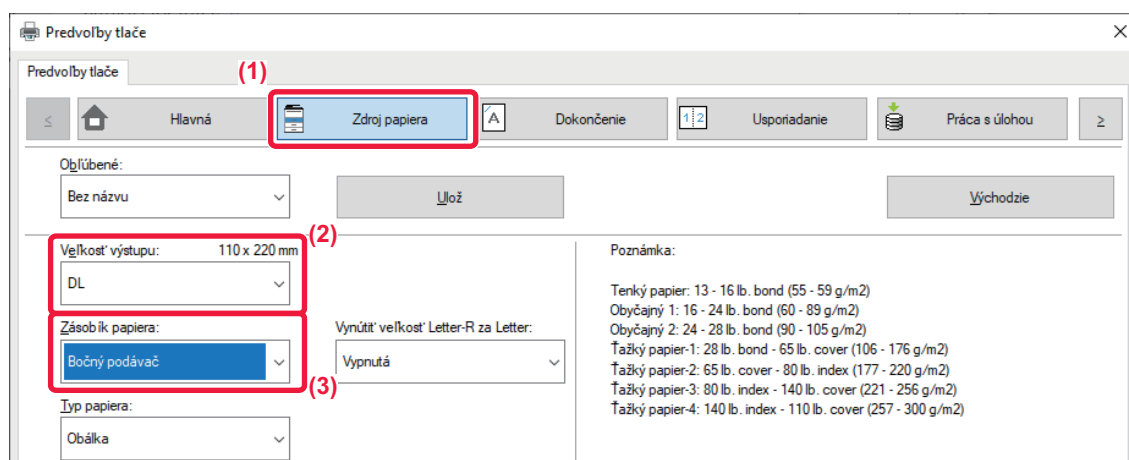 Predvoľby tlače
Predvoľby tlače
(1)
≤ Hlavná Zdroj papiera A Dokončenie 1 2 Usporiadanie Práca s úlohou ≥
Obľúbené:
Bez názvu Ulož Východzie
(2)
Veľkosť výstupu: 110 x 220 mm
DL
Zásobík papiera: Vynútiť veľkosť Letter-R za Letter:
Bočný podávač Vypnutá
(3)
Typ papiera:
Obálka
Poznámka:
Tenký papier: 13 - 16 lb. bond (55 - 59 g/m2)
Obyčajný 1: 16 - 24 lb. bond (60 - 89 g/m2)
Obyčajný 2: 24 - 28 lb. bond (90 - 105 g/m2)
Ťažký papier-1: 28 lb. bond - 65 lb. cover (106 - 176 g/m2)
Ťažký papier-2: 65 lb. cover - 80 lb. index (177 - 220 g/m2)
Ťažký papier-3: 80 lb. index - 140 lb. cover (221 - 256 g/m2)
Ťažký papier-4: 140 lb. index - 110 lb. cover (257 - 300 g/m2)